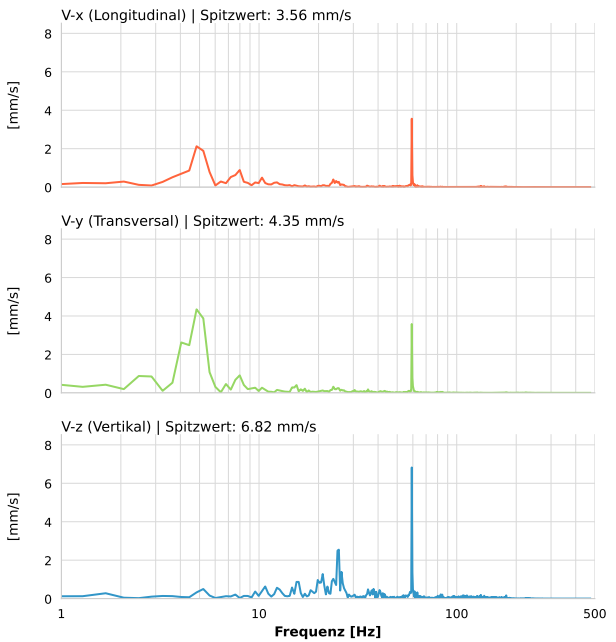 V-x (Longitudinal) | Spitzwert: 3.56 mm/s
8
6
4
2
0
[mm/s]
V-y (Transversal) | Spitzwert: 4.35 mm/s
8
6
4
2
0
[mm/s]
V-z (Vertikal) | Spitzwert: 6.82 mm/s
8
6
4
2
0
[mm/s]
1 10 100 500
Frequenz [Hz]